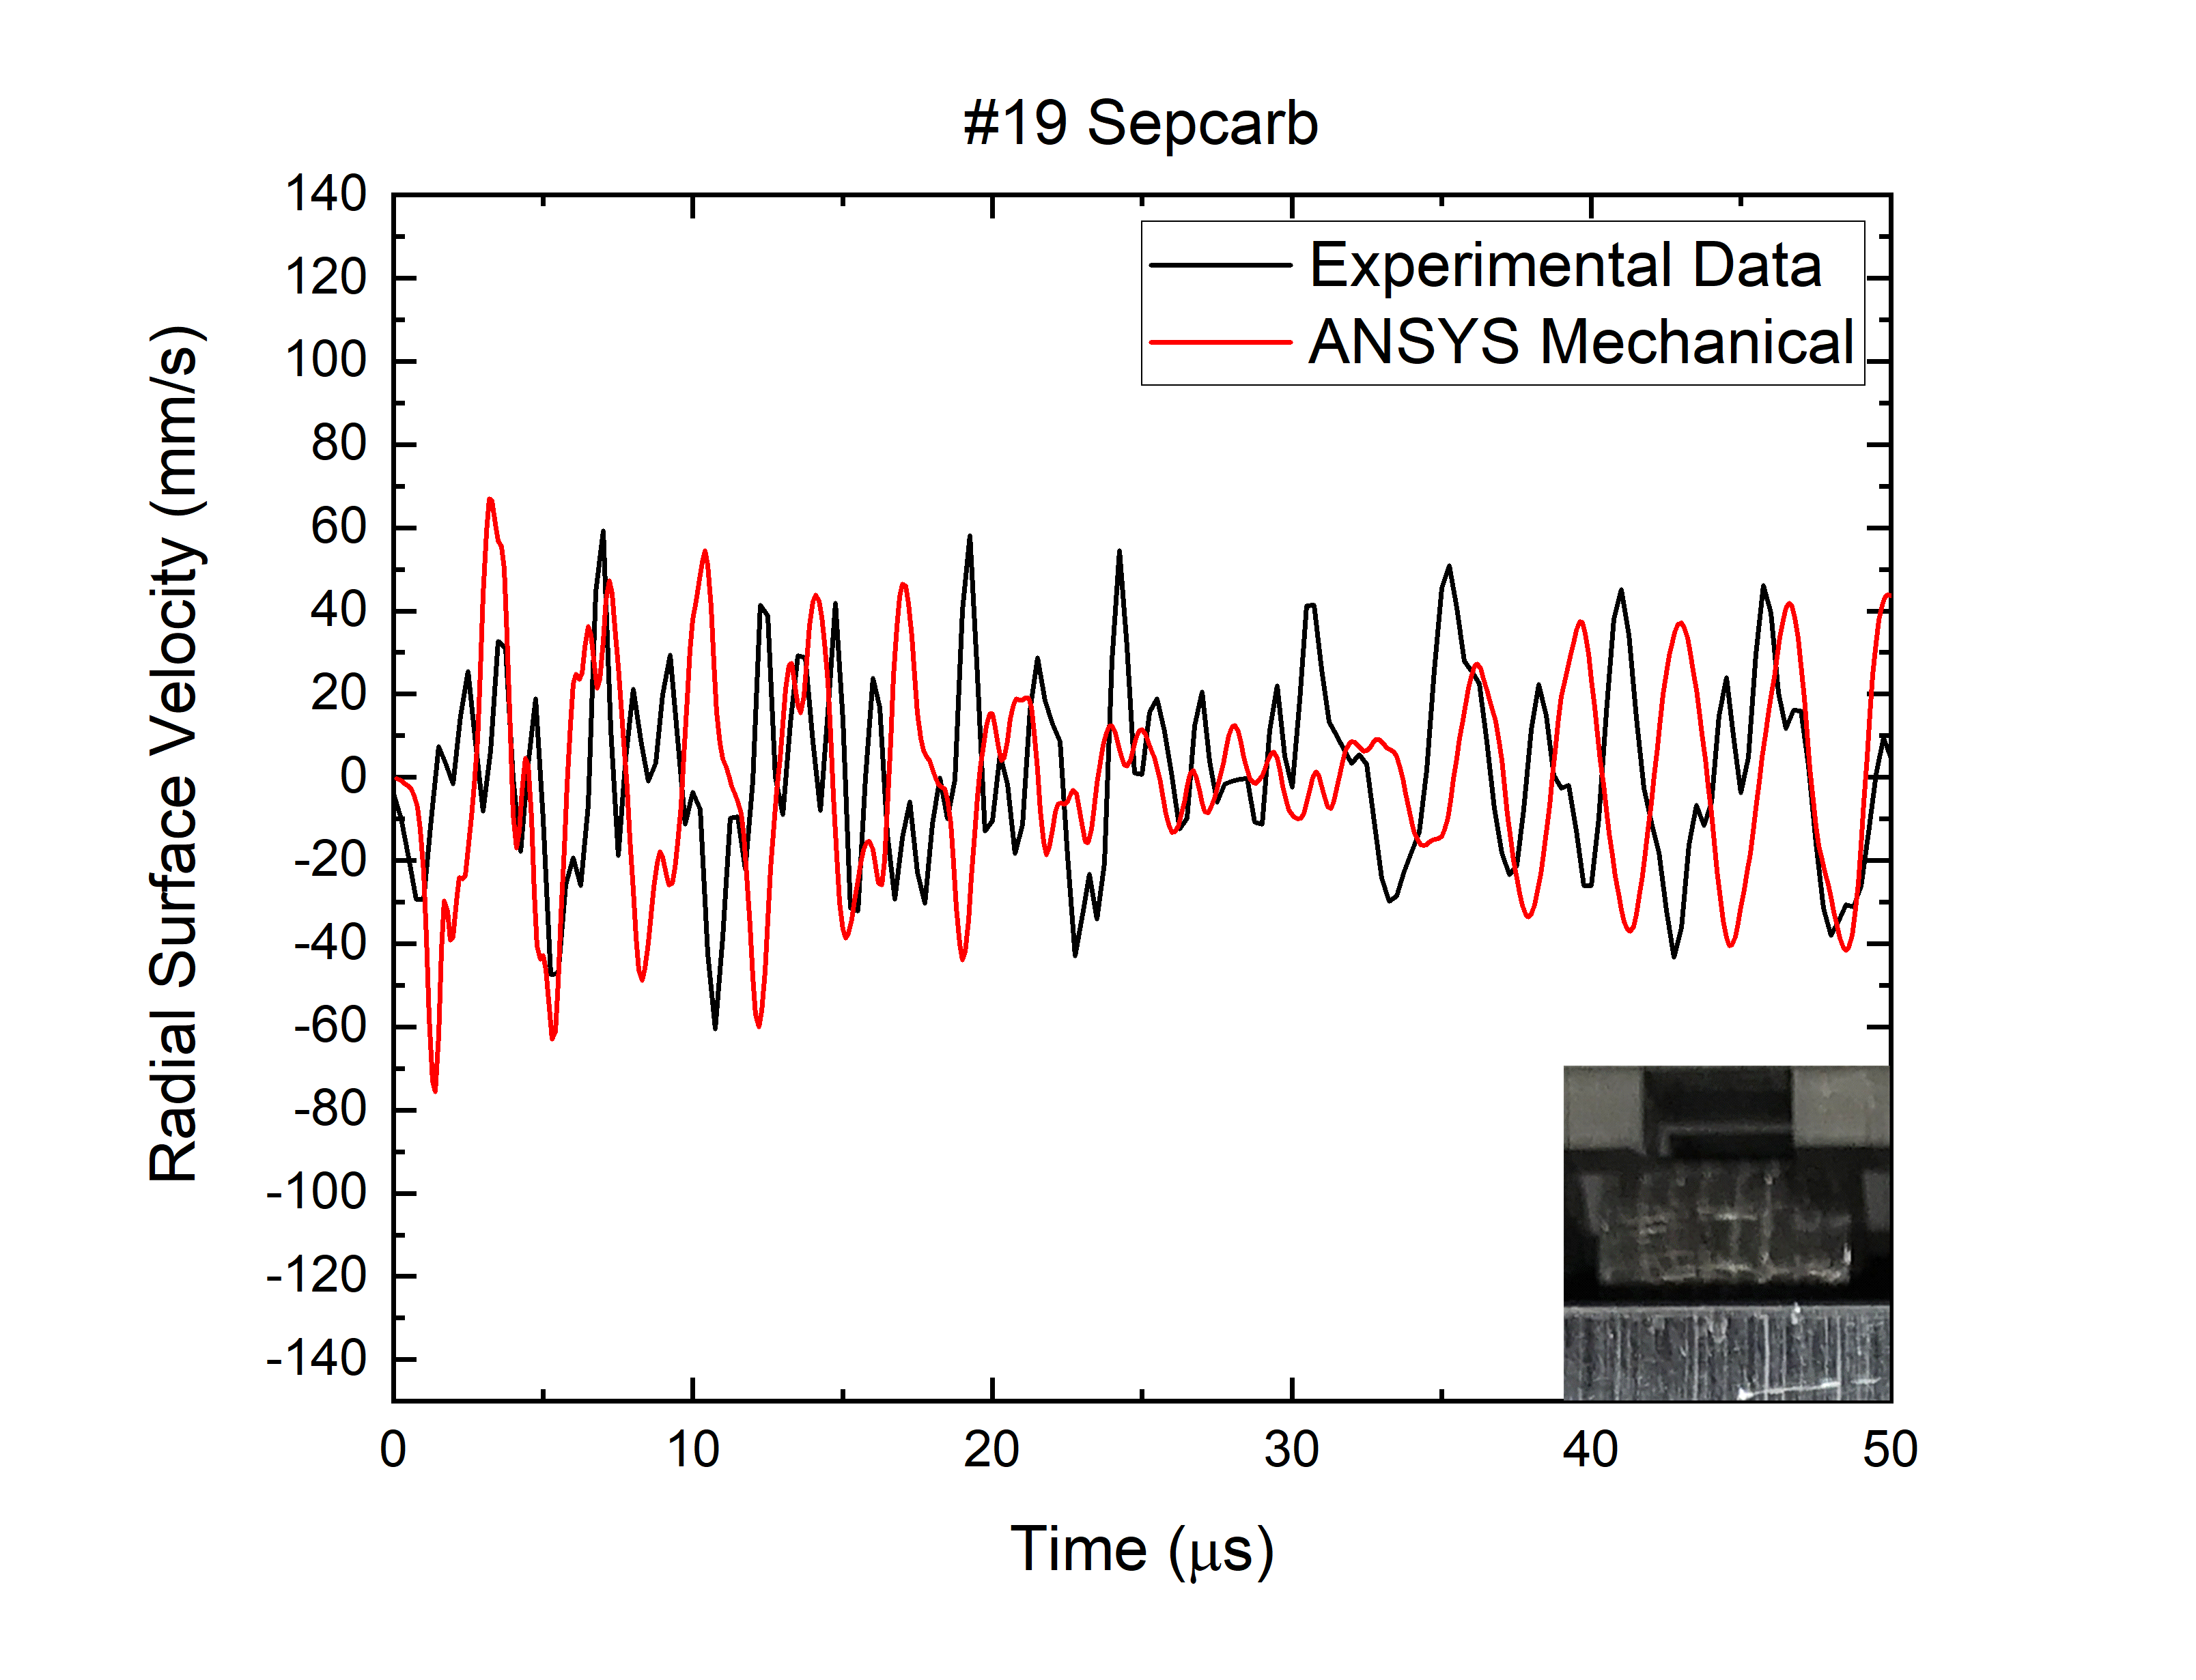 #19 Sepcarb
Experimental Data
ANSYS Mechanical
Radial Surface Velocity (mm/s)
140
120
100
80
60
40
20
0
-20
-40
-60
-80
-100
-120
-140
0 10 20 30 40 50
Time (μs)